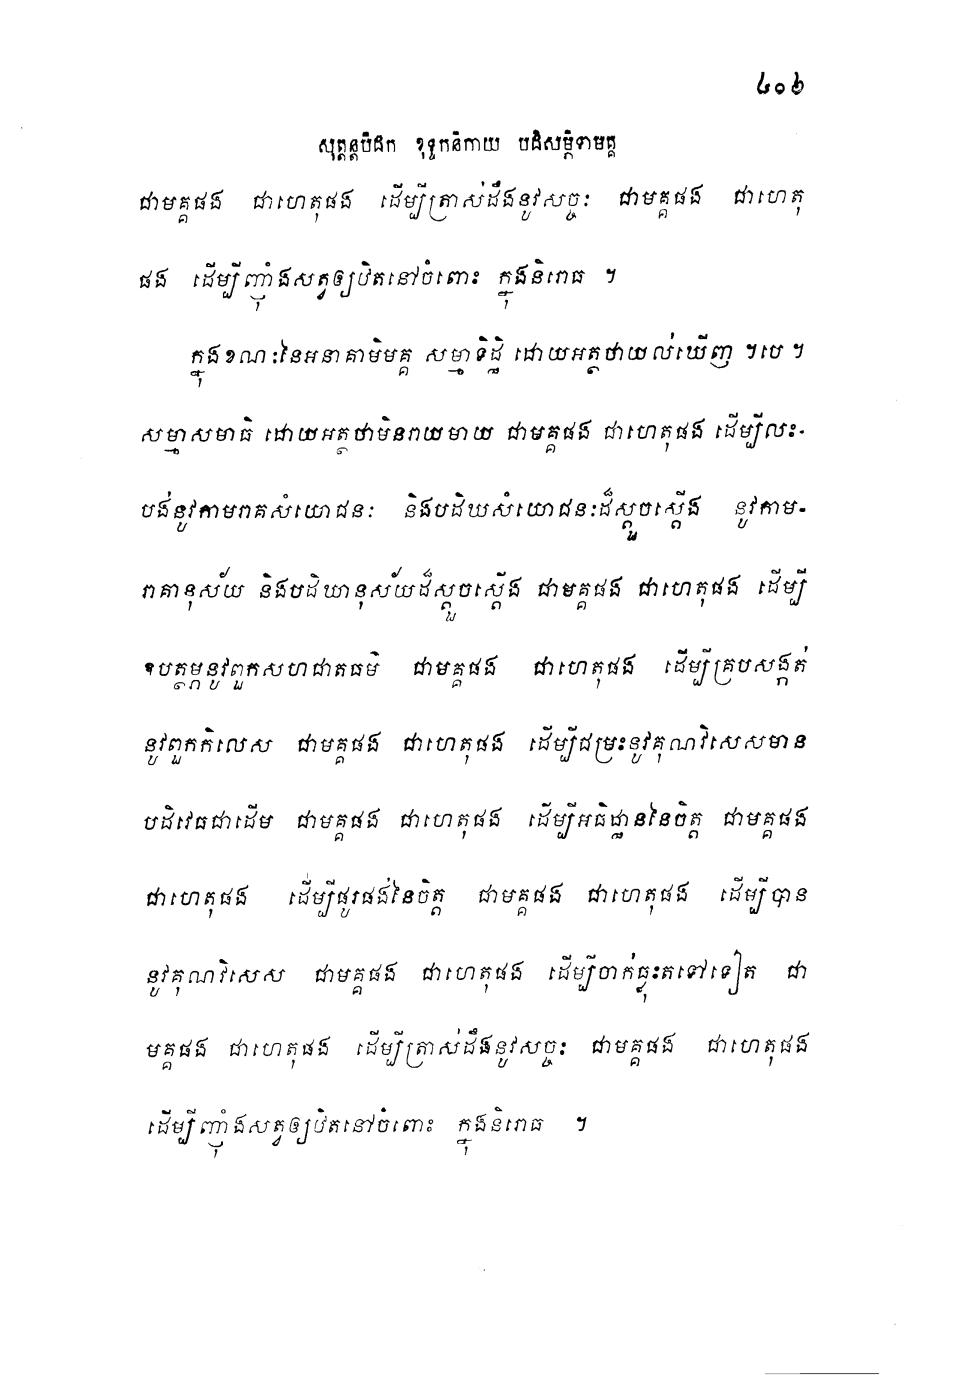 ៤០៦
សុត្តន្តបិដក ខុទ្ទកនិកាយ បដិសម្ភិទាមគ្គ
ជាមគ្គផង ជាហេតុផង ដើម្បីត្រាស់ដឹងនូវសច្ចៈ ជាមគ្គផង ជាហេតុ
ផង ដើម្បីញ៉ាំងសត្វឲ្យឋិតនៅចំពោះ ក្នុងនិរោធ ។
ក្នុងខណៈនៃអនាគាមិមគ្គ សម្មាទិដ្ឋិ ដោយអត្ថថាយល់ឃើញ ។បេ។
សម្មាសមាធិ ដោយអត្ថថាមិនរាយមាយ ជាមគ្គផង ជាហេតុផង ដើម្បីលះ-
បង់នូវកាមរាគសំយោជនៈ និងបដិឃសំយោជនៈដ៏ស្តួចស្តើង នូវកាម-
រាគានុស័យ និងបដិឃានុស័យដ៏ស្តួចស្តើង ជាមគ្គផង ជាហេតុផង ដើម្បី
ឧបត្ថម្ភនូវពួកសហជាតធម៌ ជាមគ្គផង ជាហេតុផង ដើម្បីគ្របសង្កត់
នូវពួកកិលេស ជាមគ្គផង ជាហេតុផង ដើម្បីជម្រះនូវគុណវិសេសមាន
បដិវេធជាដើម ជាមគ្គផង ជាហេតុផង ដើម្បីអធិដ្ឋាននៃចិត្ត ជាមគ្គផង
ជាហេតុផង ដើម្បីផូរផង់នៃចិត្ត ជាមគ្គផង ជាហេតុផង ដើម្បីបាន
នូវគុណវិសេស ជាមគ្គផង ជាហេតុផង ដើម្បីចាក់ធ្លុះតទៅទៀត ជា
មគ្គផង ជាហេតុផង ដើម្បីត្រាស់ដឹងនូវសច្ចៈ ជាមគ្គផង ជាហេតុផង
ដើម្បីញ៉ាំងសត្វឲ្យឋិតនៅចំពោះ ក្នុងនិរោធ ។